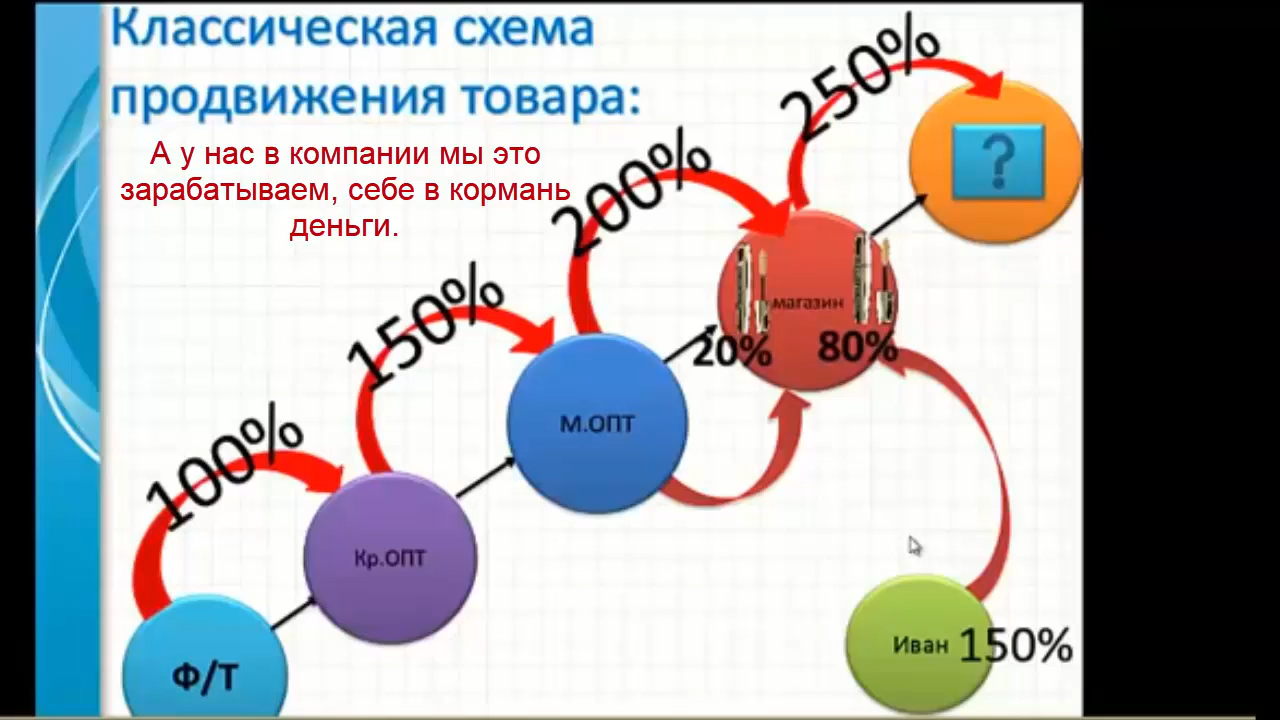 Классическая схема
продвижения товара:
А у нас в компании мы это
зарабатываем, себе в кормань
деньги.
250%
?
200%
магазин
20% 80%
150%
М.ОПТ
100%
Кр.ОПТ
Ф/Т
Иван 150%